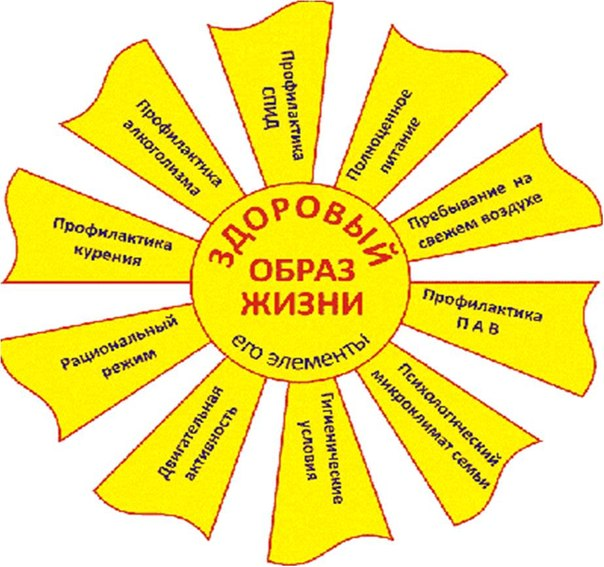 ЗДОРОВЫЙ
ОБРАЗ
ЖИЗНИ
его элементы
Профилактика
СПИД
Полноценное
питание
Пребывание на
свежем воздухе
Профилактика
П А В
Психологический
микроклимат семьи
Гигиенические
условия
Двигательная
активность
Рациональный
режим
Профилактика
курения
Профилактика
алкоголизма